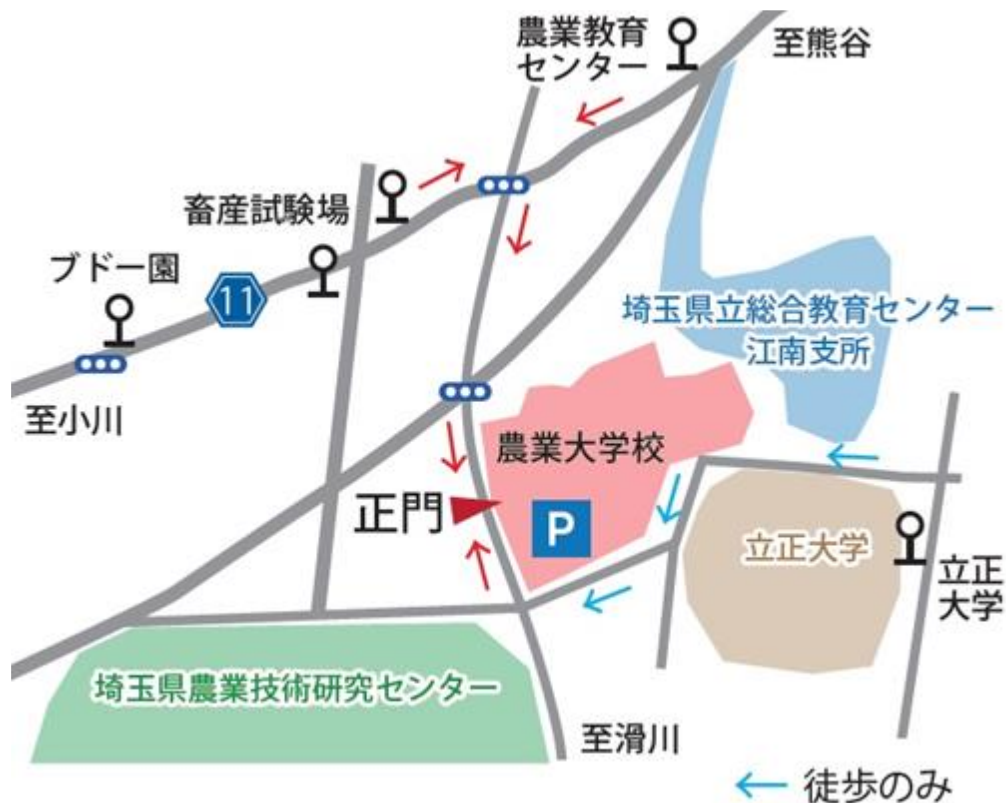 農業教育
センター
至熊谷
畜産試験場
ブドー園
11
埼玉県立総合教育センター
江南支所
至小川
農業大学校
正門
P
立正大学
立正
大学
埼玉県農業技術研究センター
至滑川
徒歩のみ